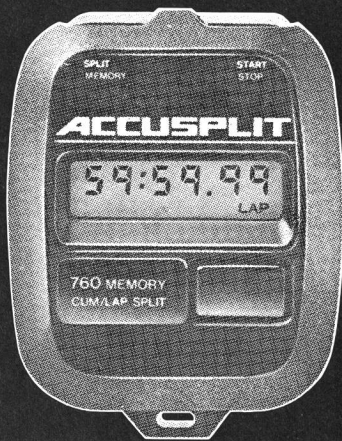 SPLIT START
MEMORY STOP
ACCUSPLIT
59:59.99
LAP
760 MEMORY
CUM/LAP SPLIT